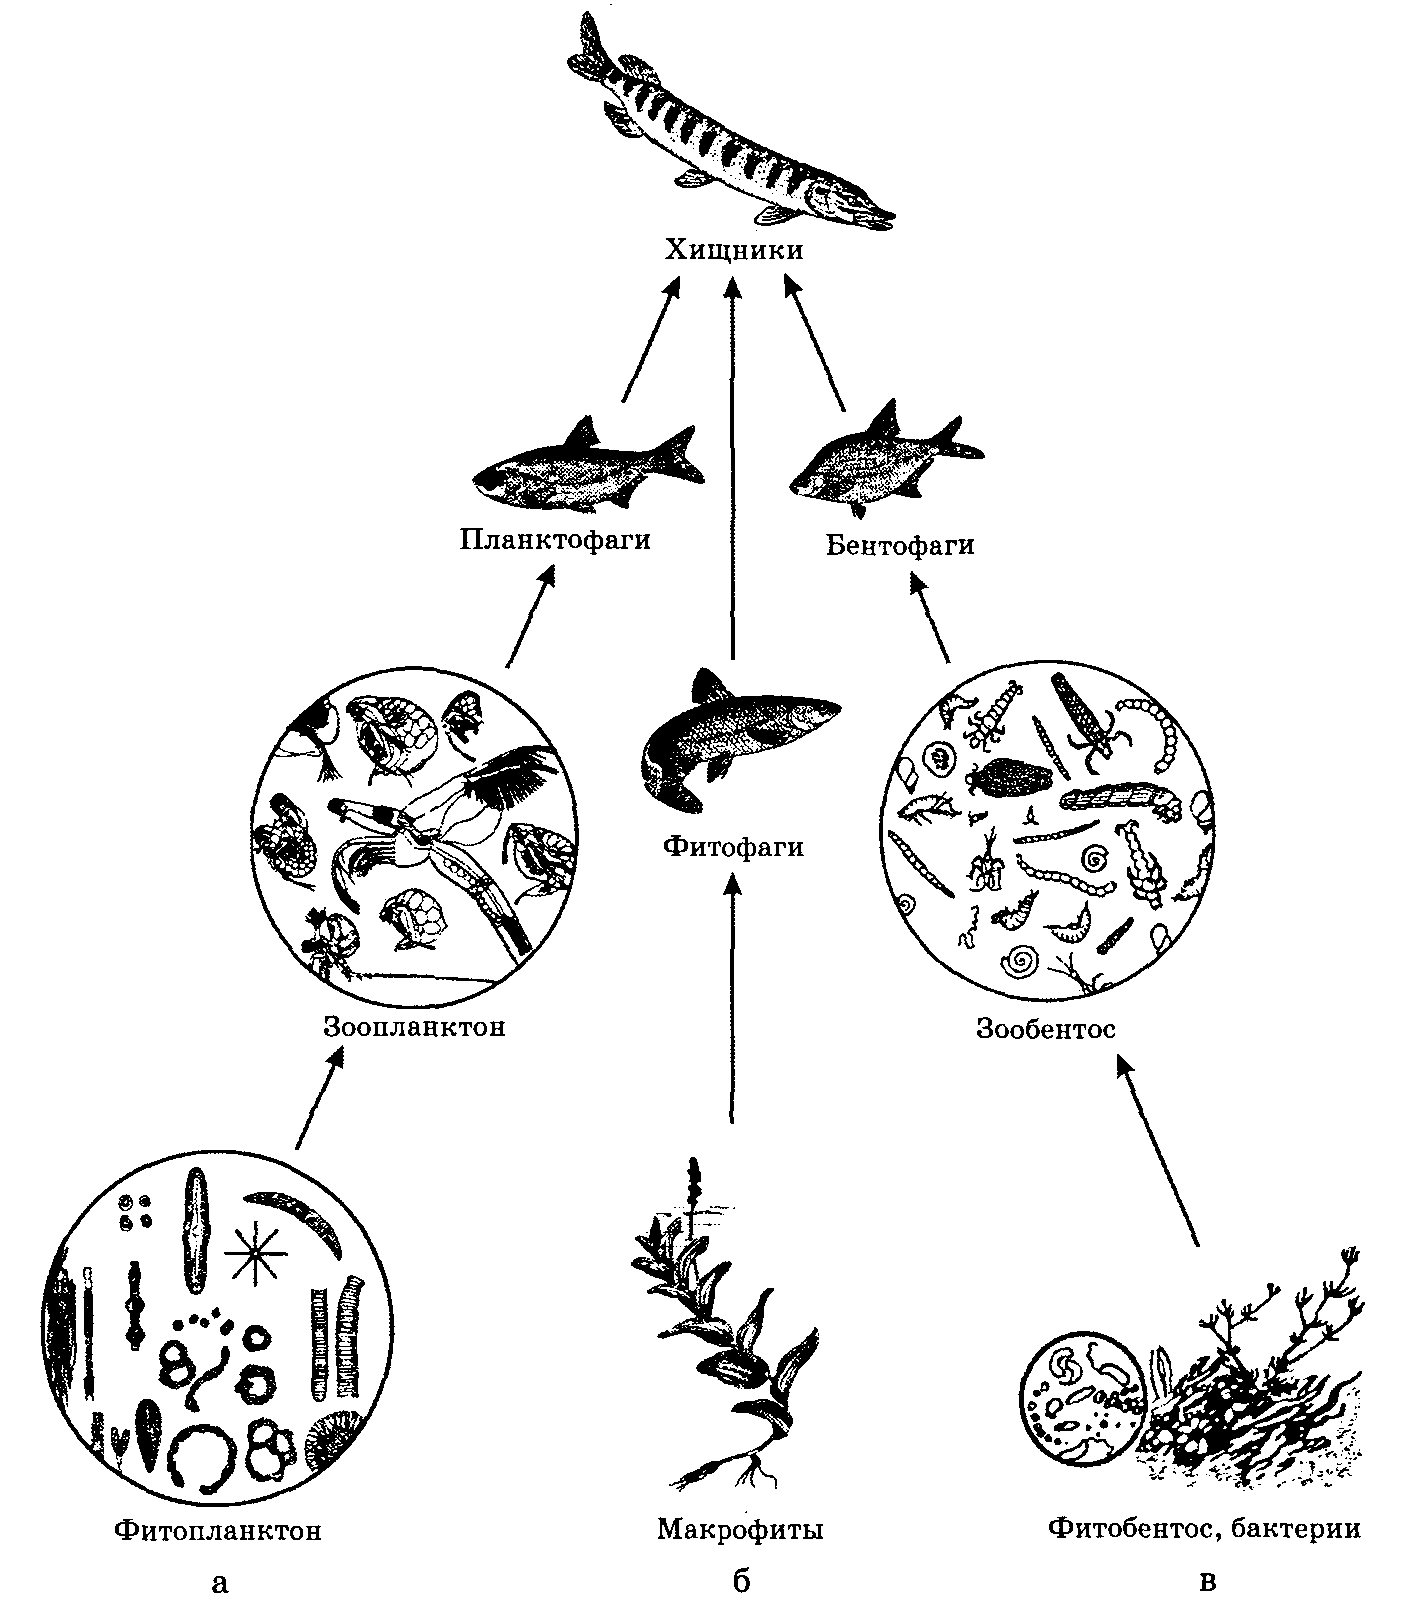 Хищники
Планктофаги
Бентофаги
Фитофаги
Зоопланктон
Зообентос
Фитопланктон
Макрофиты
Фитобентос, бактерии
а
б
в